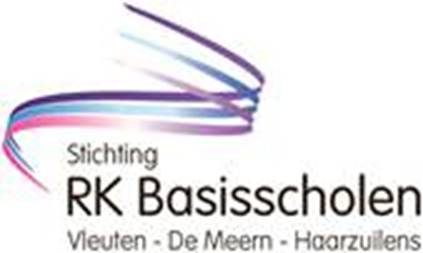 Stichting
RK Basisscholen
Vleuten - De Meern - Haarzuilens